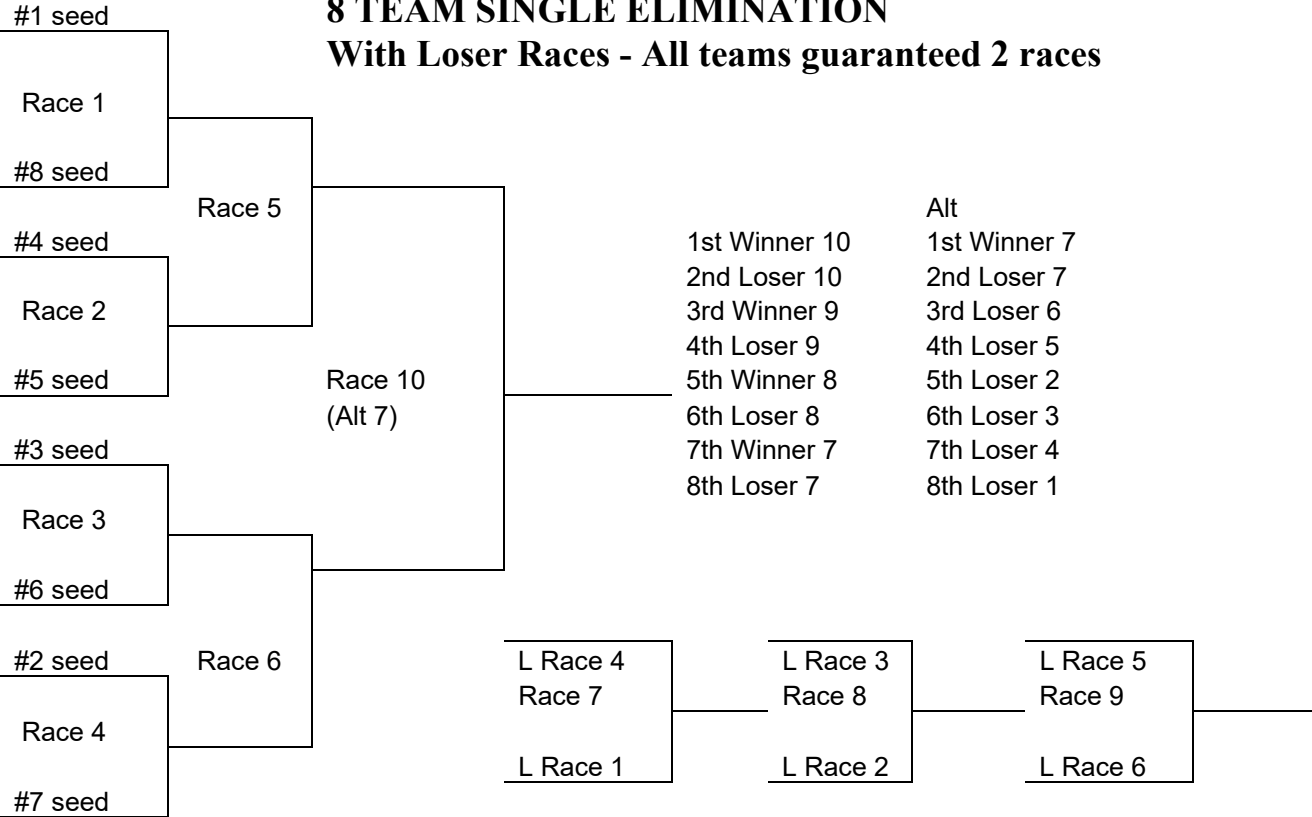 8 TEAM SINGLE ELIMINATION
With Loser Races - All teams guaranteed 2 races
#1 seed
Race 1
#8 seed
Race 5
#4 seed
Race 2
#5 seed
Race 10
(Alt 7)
#3 seed
Race 3
#6 seed
#2 seed
Race 6
Race 4
#7 seed
1st Winner 10
2nd Loser 10
3rd Winner 9
4th Loser 9
5th Winner 8
6th Loser 8
7th Winner 7
8th Loser 7
Alt
1st Winner 7
2nd Loser 7
3rd Loser 6
4th Loser 5
5th Loser 2
6th Loser 3
7th Loser 4
8th Loser 1
L Race 4
Race 7
L Race 1
L Race 3
Race 8
L Race 2
L Race 5
Race 9
L Race 6